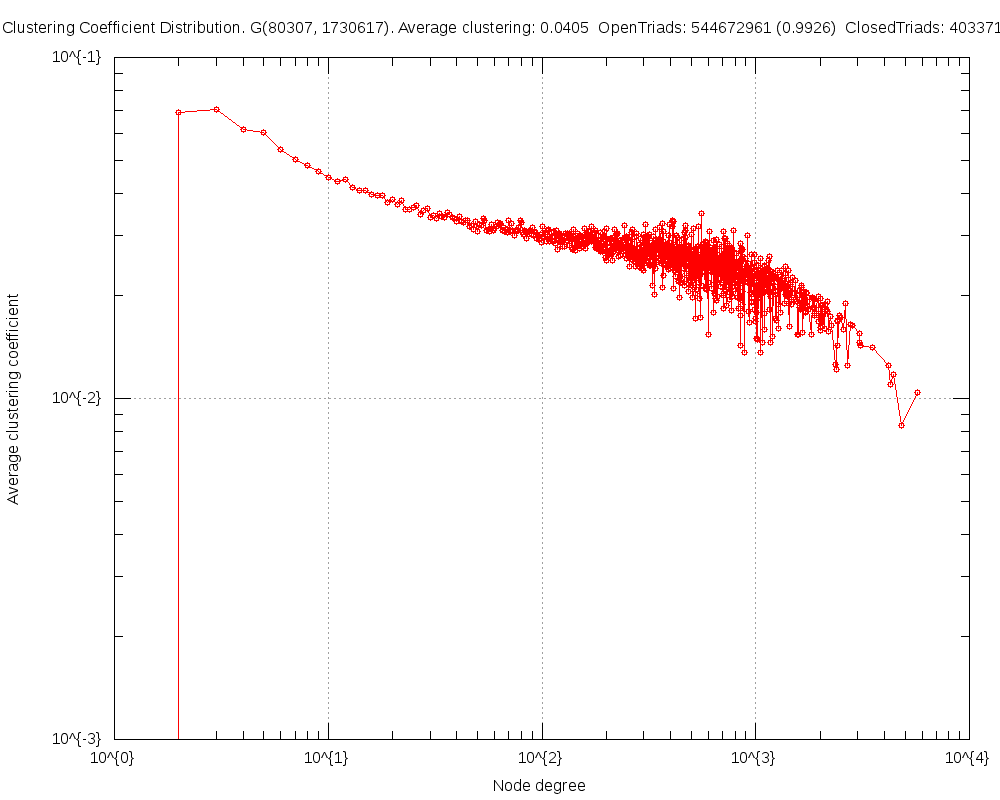 Clustering Coefficient Distribution. G(80307, 1730617). Average clustering: 0.0405 OpenTriads: 544672961 (0.9926) ClosedTriads: 403371
10^{-1}
10^{-2}
10^{-3}
Average clustering coefficient
10^{0} 10^{1} 10^{2} 10^{3} 10^{4}
Node degree